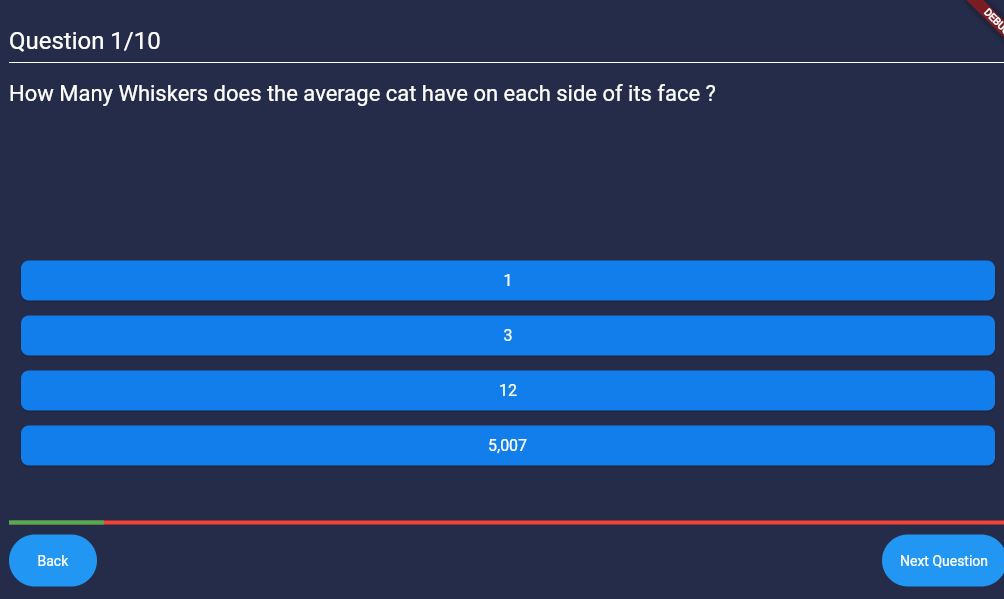 Question 1/10
How Many Whiskers does the average cat have on each side of its face ?
1
3
12
5,007
Back
Next Question